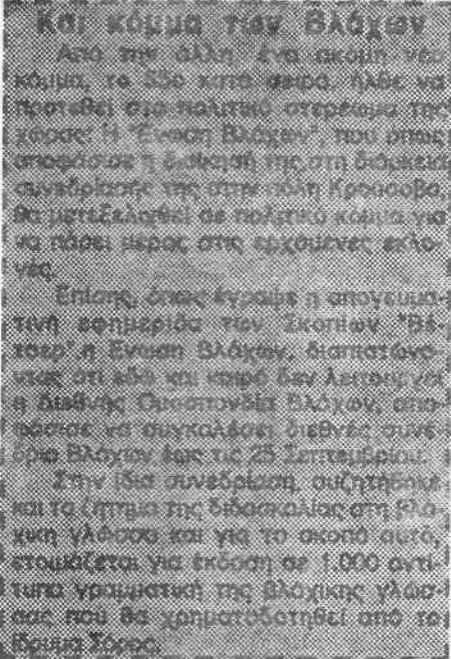 Και κόμμα των Βλάχων
Από την άλλη, ένα ακόμη νέο
κόμμα, το 55ο κατά σειρά, ήλθε να
προστεθεί στο πολιτικό στερέωμα της
χώρας: Η "Ένωση Βλάχων", που όπως
αποφάσισε η διοίκησή της στη διάρκεια
συνεδρίασής της στην πόλη Κρούσοβο,
θα μετεξελιχθεί σε πολιτικό κόμμα για
να πάρει μέρος στις ερχόμενες εκλο-
γές.
Επίσης, όπως έγραψε η απογευμα-
τινή εφημερίδα των Σκοπίων "Βέ-
τσερ", η Ένωση Βλάχων, διαπιστώνο-
ντας ότι εδώ και καιρό δεν λειτουργεί
η Διεθνής Ομοσπονδία Βλάχων, απο-
φάσισε να συγκαλέσει διεθνές συνέ-
δριο Βλάχων έως τις 25 Σεπτεμβρίου.
Στην ίδια συνεδρίαση, συζητήθηκε
και το ζήτημα της διδασκαλίας στη βλά-
χικη γλώσσα και για το σκοπό αυτό,
ετοιμάζεται για έκδοση σε 1.000 αντί-
τυπα γραμματική της βλάχικης γλώσ-
σας που θα χρηματοδοτηθεί από το
Ίδρυμα Σόρος.